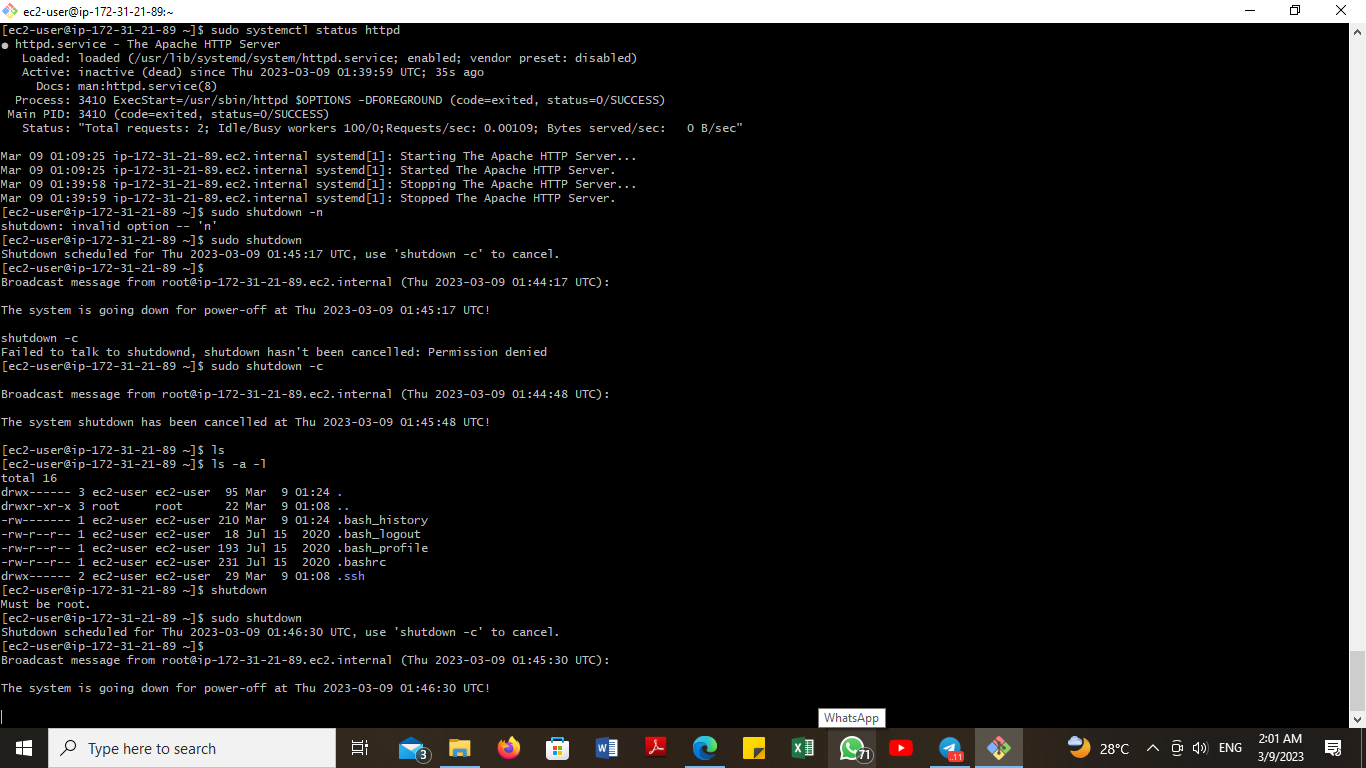 ec2-user@ip-172-31-21-89:~
[ec2-user@ip-172-31-21-89 ~]$ sudo systemctl status httpd
● httpd.service - The Apache HTTP Server
   Loaded: loaded (/usr/lib/systemd/system/httpd.service; enabled; vendor preset: disabled)
   Active: inactive (dead) since Thu 2023-03-09 01:39:59 UTC; 35s ago
     Docs: man:httpd.service(8)
  Process: 3410 ExecStart=/usr/sbin/httpd $OPTIONS -DFOREGROUND (code=exited, status=0/SUCCESS)
 Main PID: 3410 (code=exited, status=0/SUCCESS)
   Status: "Total requests: 2; Idle/Busy workers 100/0;Requests/sec: 0.00109; Bytes served/sec:   0 B/sec"
Mar 09 01:09:25 ip-172-31-21-89.ec2.internal systemd[1]: Starting The Apache HTTP Server...
Mar 09 01:09:25 ip-172-31-21-89.ec2.internal systemd[1]: Started The Apache HTTP Server.
Mar 09 01:39:58 ip-172-31-21-89.ec2.internal systemd[1]: Stopping The Apache HTTP Server...
Mar 09 01:39:59 ip-172-31-21-89.ec2.internal systemd[1]: Stopped The Apache HTTP Server.
[ec2-user@ip-172-31-21-89 ~]$ sudo shutdown -n
shutdown: invalid option -- 'n'
[ec2-user@ip-172-31-21-89 ~]$ sudo shutdown
Shutdown scheduled for Thu 2023-03-09 01:45:17 UTC, use 'shutdown -c' to cancel.
[ec2-user@ip-172-31-21-89 ~]$
Broadcast message from root@ip-172-31-21-89.ec2.internal (Thu 2023-03-09 01:44:17 UTC):
The system is going down for power-off at Thu 2023-03-09 01:45:17 UTC!
shutdown -c
Failed to talk to shutdownd, shutdown hasn't been cancelled: Permission denied
[ec2-user@ip-172-31-21-89 ~]$ sudo shutdown -c
Broadcast message from root@ip-172-31-21-89.ec2.internal (Thu 2023-03-09 01:44:48 UTC):
The system shutdown has been cancelled at Thu 2023-03-09 01:45:48 UTC!
[ec2-user@ip-172-31-21-89 ~]$ ls
[ec2-user@ip-172-31-21-89 ~]$ ls -a -l
total 16
drwx------ 3 ec2-user ec2-user  95 Mar  9 01:24 .
drwxr-xr-x 3 root     root      22 Mar  9 01:08 ..
-rw------- 1 ec2-user ec2-user 210 Mar  9 01:24 .bash_history
-rw-r--r-- 1 ec2-user ec2-user  18 Jul 15  2020 .bash_logout
-rw-r--r-- 1 ec2-user ec2-user 193 Jul 15  2020 .bash_profile
-rw-r--r-- 1 ec2-user ec2-user 231 Jul 15  2020 .bashrc
drwx------ 2 ec2-user ec2-user  29 Mar  9 01:08 .ssh
[ec2-user@ip-172-31-21-89 ~]$ shutdown
Must be root.
[ec2-user@ip-172-31-21-89 ~]$ sudo shutdown
Shutdown scheduled for Thu 2023-03-09 01:46:30 UTC, use 'shutdown -c' to cancel.
[ec2-user@ip-172-31-21-89 ~]$
Broadcast message from root@ip-172-31-21-89.ec2.internal (Thu 2023-03-09 01:45:30 UTC):
The system is going down for power-off at Thu 2023-03-09 01:46:30 UTC!
WhatsApp
Type here to search
3
71
.11
28°C
ENG
2:01 AM
3/9/2023